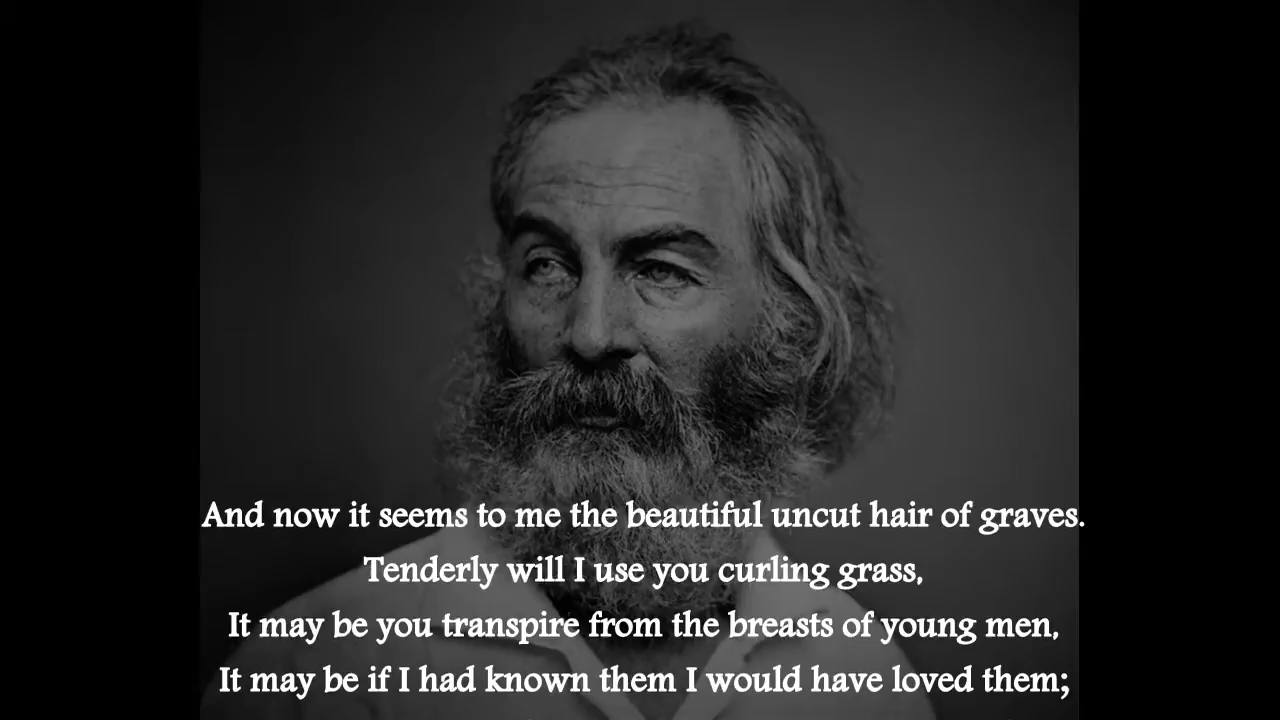 And now it seems to me the beautiful uncut hair of graves.
Tenderly will I use you curling grass,
It may be you transpire from the breasts of young men,
It may be if I had known them I would have loved them;